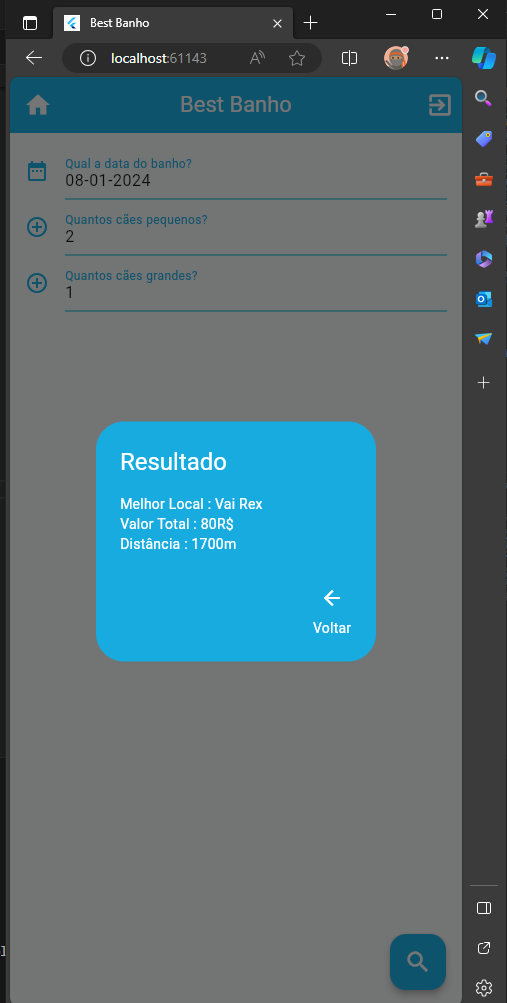 Best Banho
localhost:61143
Best Banho
Qual a data do banho?
08-01-2024
Quantos cães pequenos?
2
Quantos cães grandes?
1
Resultado
Melhor Local : Vai Rex
Valor Total : 80R$
Distância : 1700m
Voltar